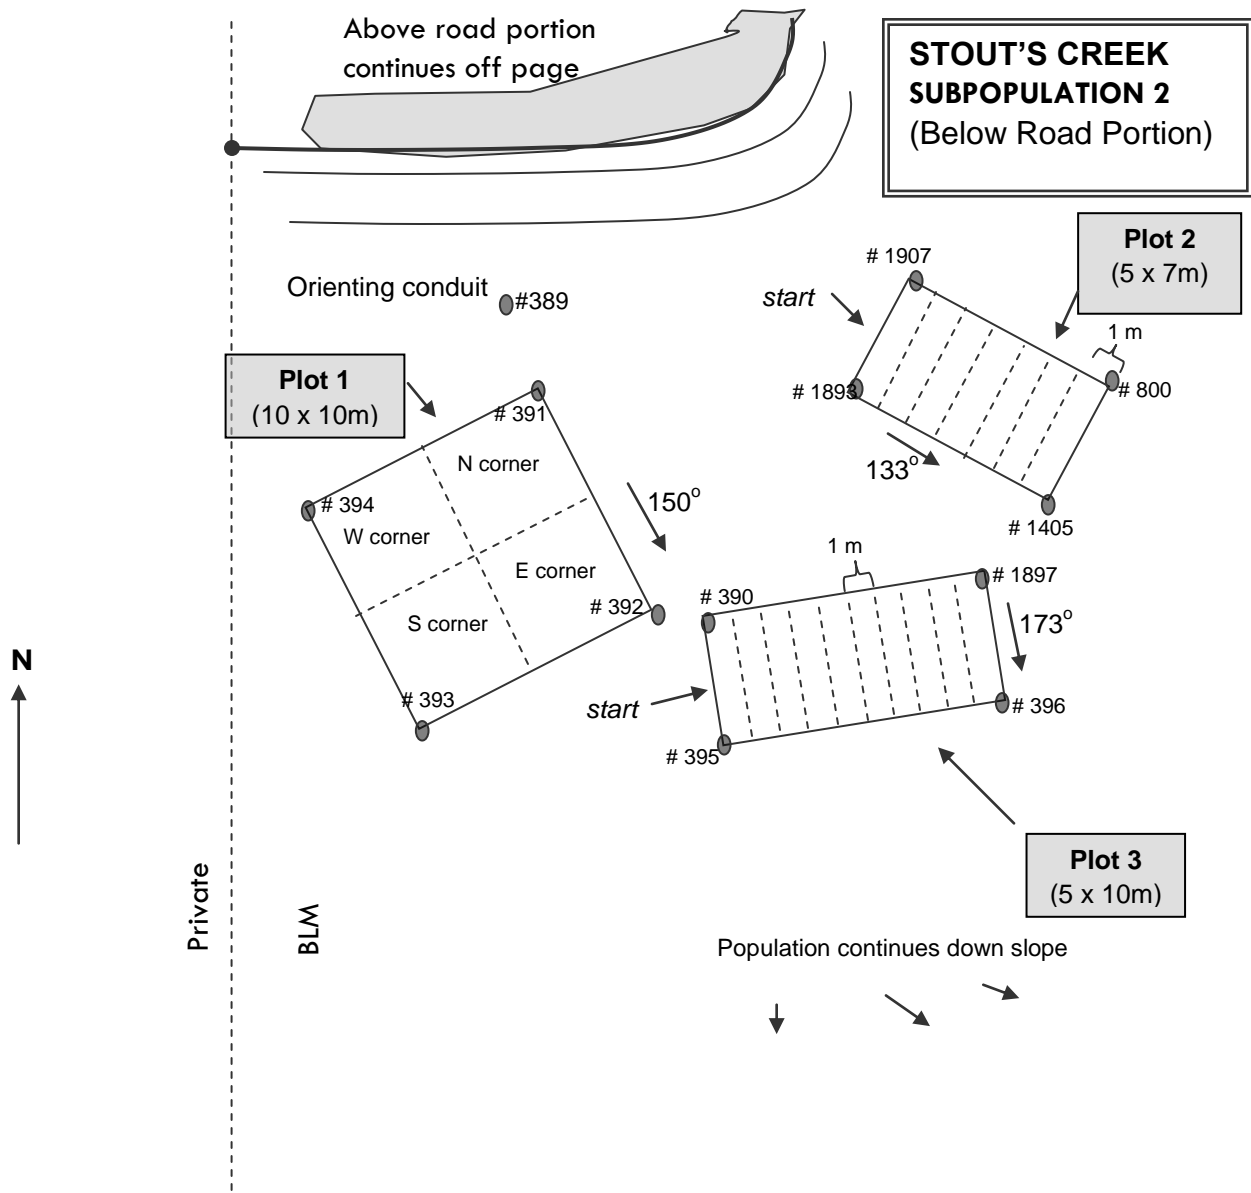 Above road portion
continues off page
STOUT'S CREEK
SUBPOPULATION 2
(Below Road Portion)
Plot 2
(5 x 7m)
# 1907
start
1 m
# 800
# 1893
133°
# 1405
Orienting conduit
#389
Plot 1
(10 x 10m)
# 391
N corner
# 394
W corner
150°
E corner
# 392
S corner
# 393
1 m
# 390
# 1897
173°
start
# 396
# 395
N
Plot 3
(5 x 10m)
Private
BLM
Population continues down slope